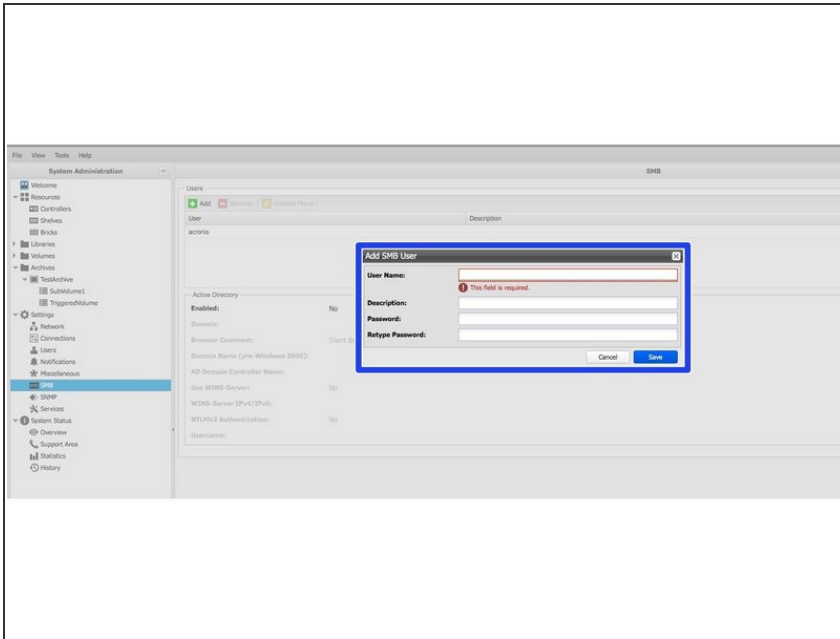 File View Tools Help
System Administration
SMB
Welcome
Resources
Controllers
Shelves
Bricks
Libraries
Volumes
Archives
TestArchive
SubVolume1
TriggeredVolume
Settings
Network
Connections
Users
Notifications
Miscellaneous
SMB
SNMP
Services
System Status
Overview
Support Area
Statistics
History
Users
Add Remove Context Menu
User Description
acronis
Active Directory
Enabled: No
Domain:
Browser Comment: Silent
Domain Name (pre-Windows 2000):
AD Domain Controller Name:
Use WINS-Server: No
WINS-Server IPv4/IPv6:
NTLMv3 Authentication: No
Username:
Add SMB User
User Name:
This field is required.
Description:
Password:
Retype Password:
Cancel Save